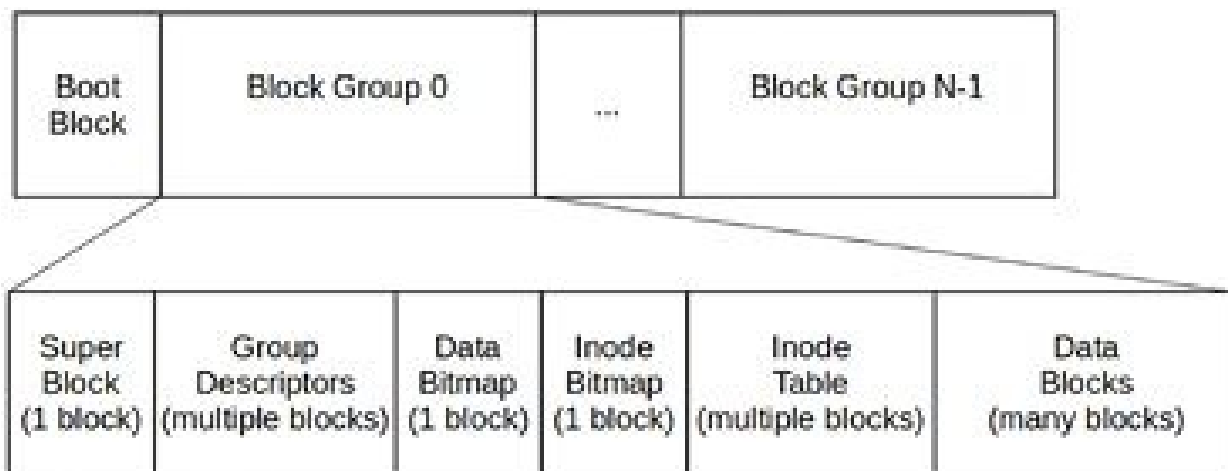 Boot
Block
Block Group 0
...
Block Group N-1
Super
Block
(1 block)
Group
Descriptors
(multiple blocks)
Data
Bitmap
(1 block)
Inode
Bitmap
(1 block)
Inode
Table
(multiple blocks)
Data
Blocks
(many blocks)